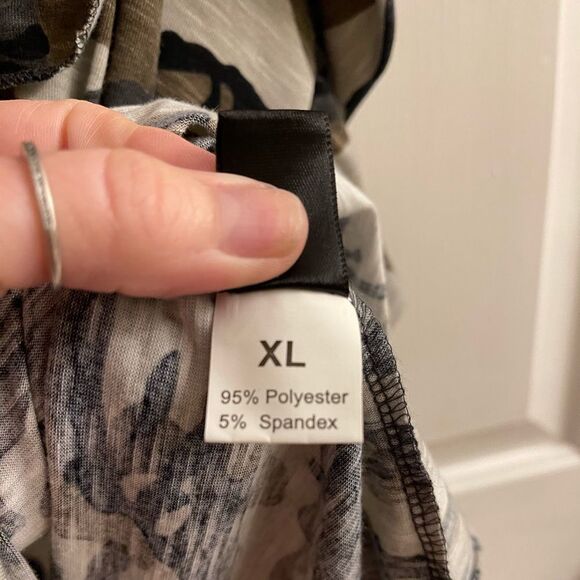 XL
95% Polyester
5% Spandex